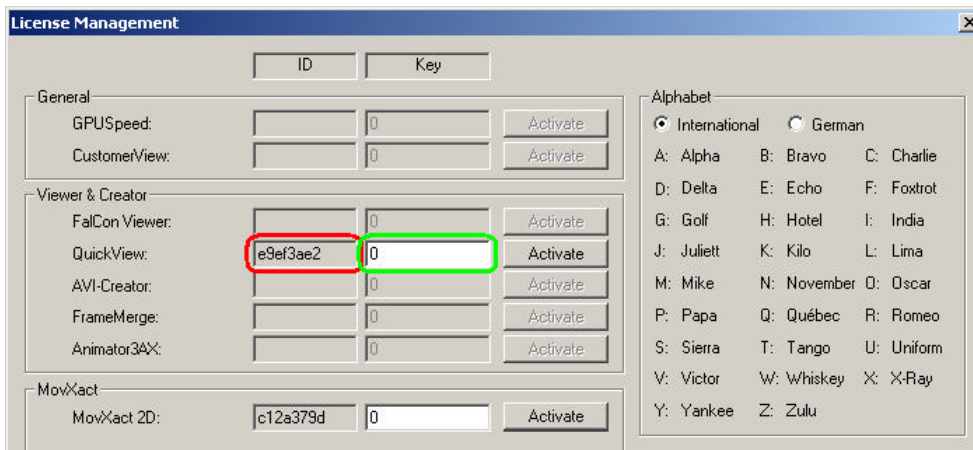 License Management
ID Key
General
GPUSpeed: 0 Activate
CustomerView: 0 Activate
Viewer & Creator
FalCon Viewer: 0 Activate
QuickView: e9ef3ae2 0 Activate
AVI-Creator: 0 Activate
FrameMerge: 0 Activate
Animator3AX: 0 Activate
MovXact
MovXact 2D: c12a379d 0 Activate
Alphabet
International German
A: Alpha B: Bravo C: Charlie
D: Delta E: Echo F: Foxtrot
G: Golf H: Hotel I: India
J: Juliett K: Kilo L: Lima
M: Mike N: November O: Oscar
P: Papa Q: Québec R: Romeo
S: Sierra T: Tango U: Uniform
V: Victor W: Whiskey X: X-Ray
Y: Yankee Z: Zulu